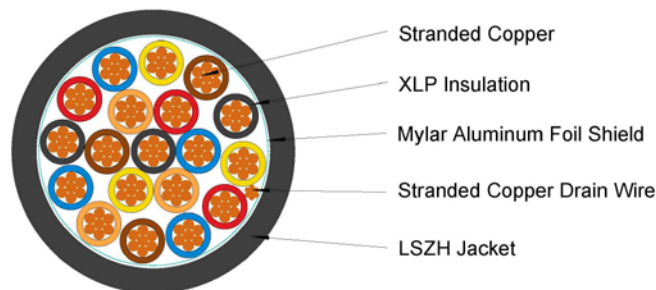 Stranded Copper
XLP Insulation
Mylar Aluminum Foil Shield
Stranded Copper Drain Wire
LSZH Jacket